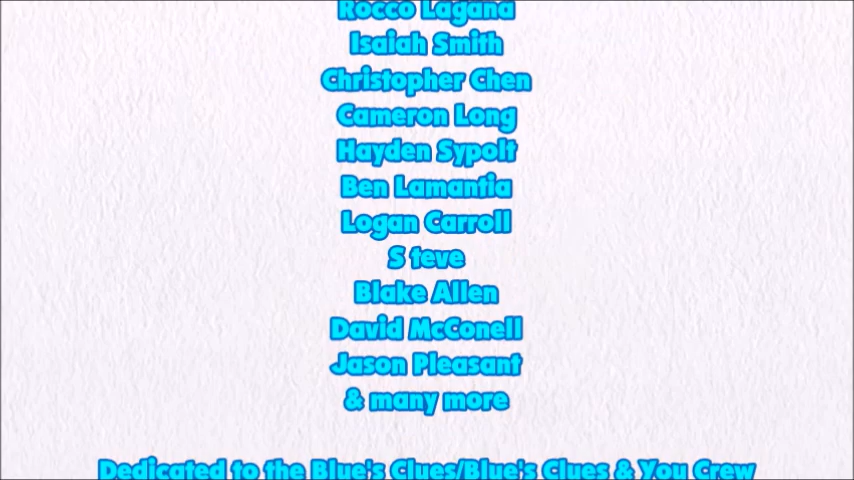 Rocco Lagana
Isaiah Smith
Christopher Chen
Cameron Long
Hayden Sypolt
Ben Lamantia
Logan Carroll
S teve
Blake Allen
David McConell
Jason Pleasant
& many more
Dedicated to the Blue's Clues/Blue's Clues & You Crew